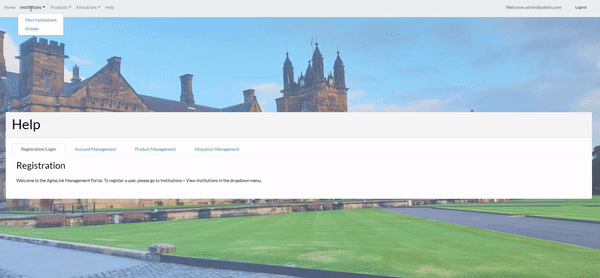 Home Institutions Products Allocations Help Welcome admin@admin.com Logout
View Institutions
Groups
Help
Registration/Login Account Management Product Management Allocation Management
Registration
Welcome to the AgileLink Management Portal. To register a user, please go to Institutions > View Institutions in the dropdown menu.